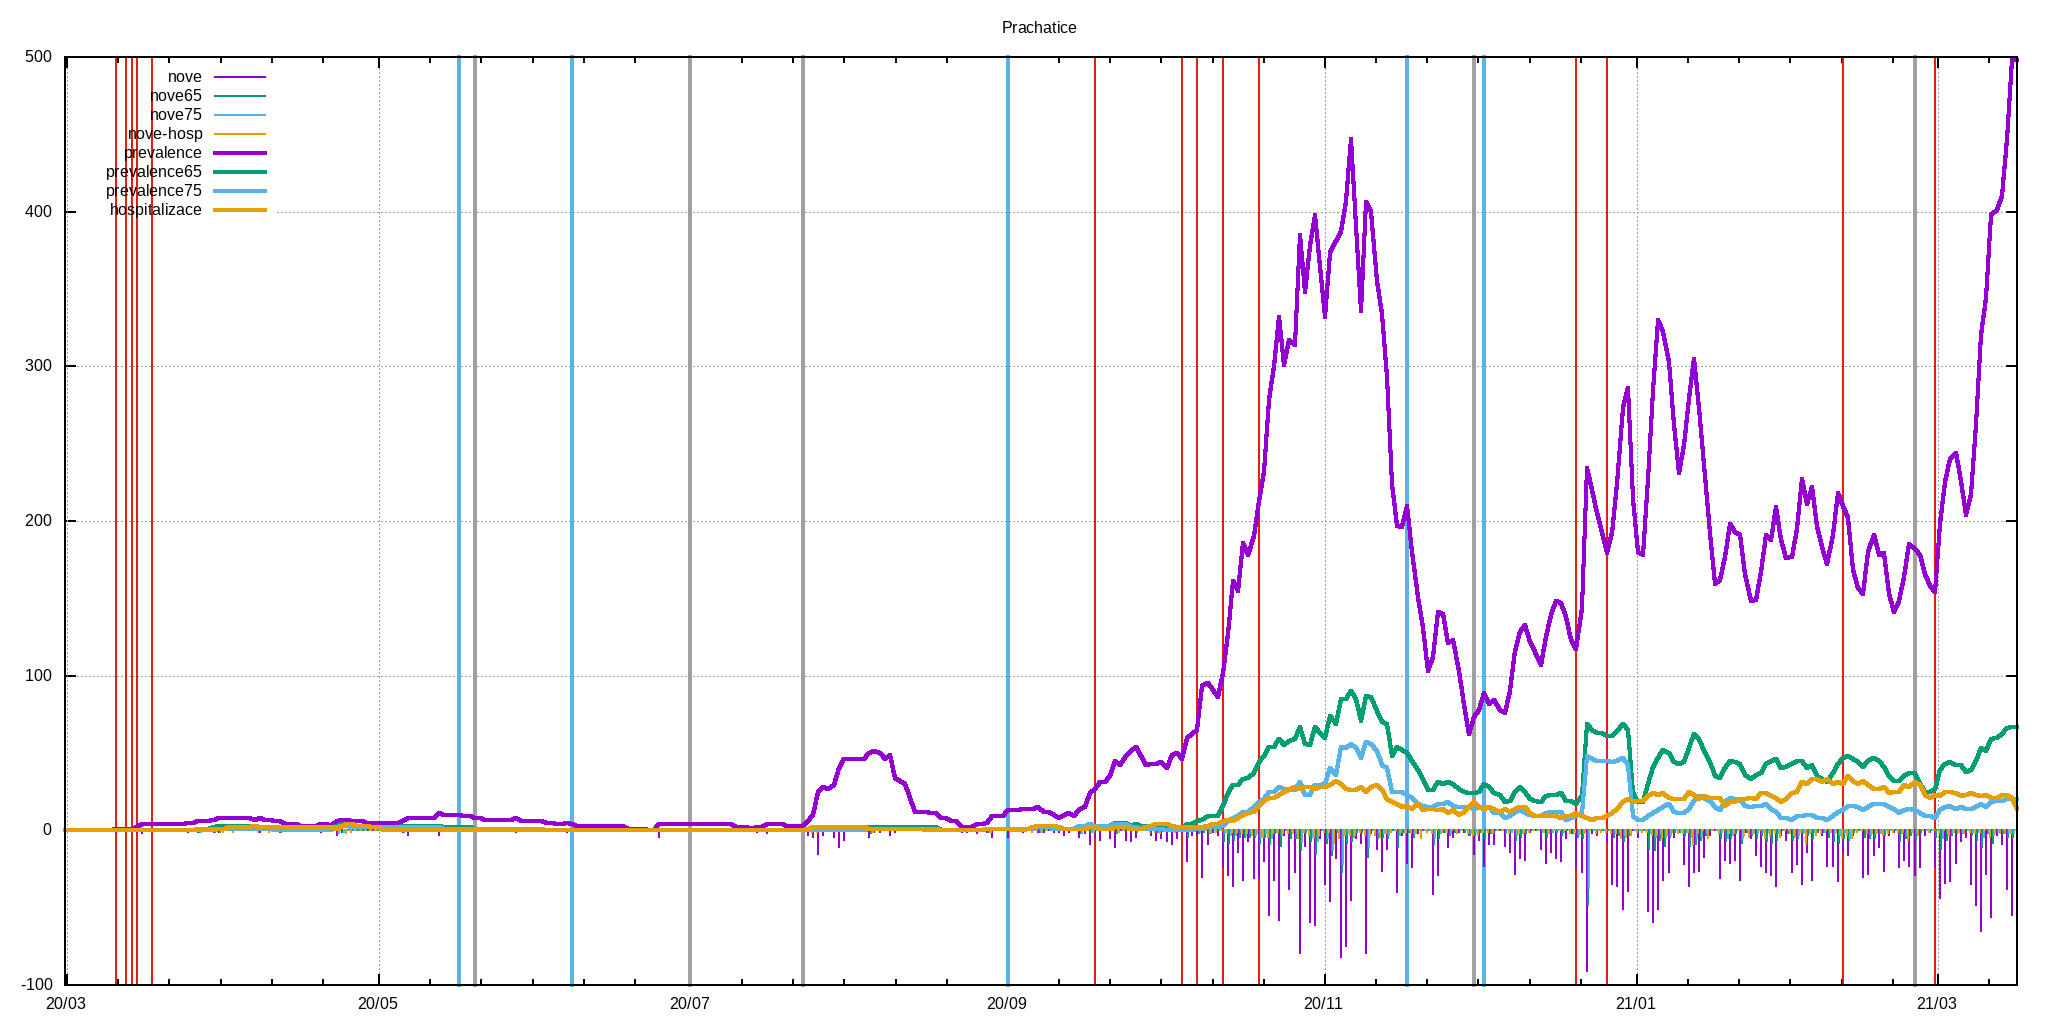 Prachatice
500
400
300
200
100
0
-100
nove
nove65
nove75
nove-hosp
prevalence
prevalence65
prevalence75
hospitalizace
20/03
20/05
20/07
20/09
20/11
21/01
21/03